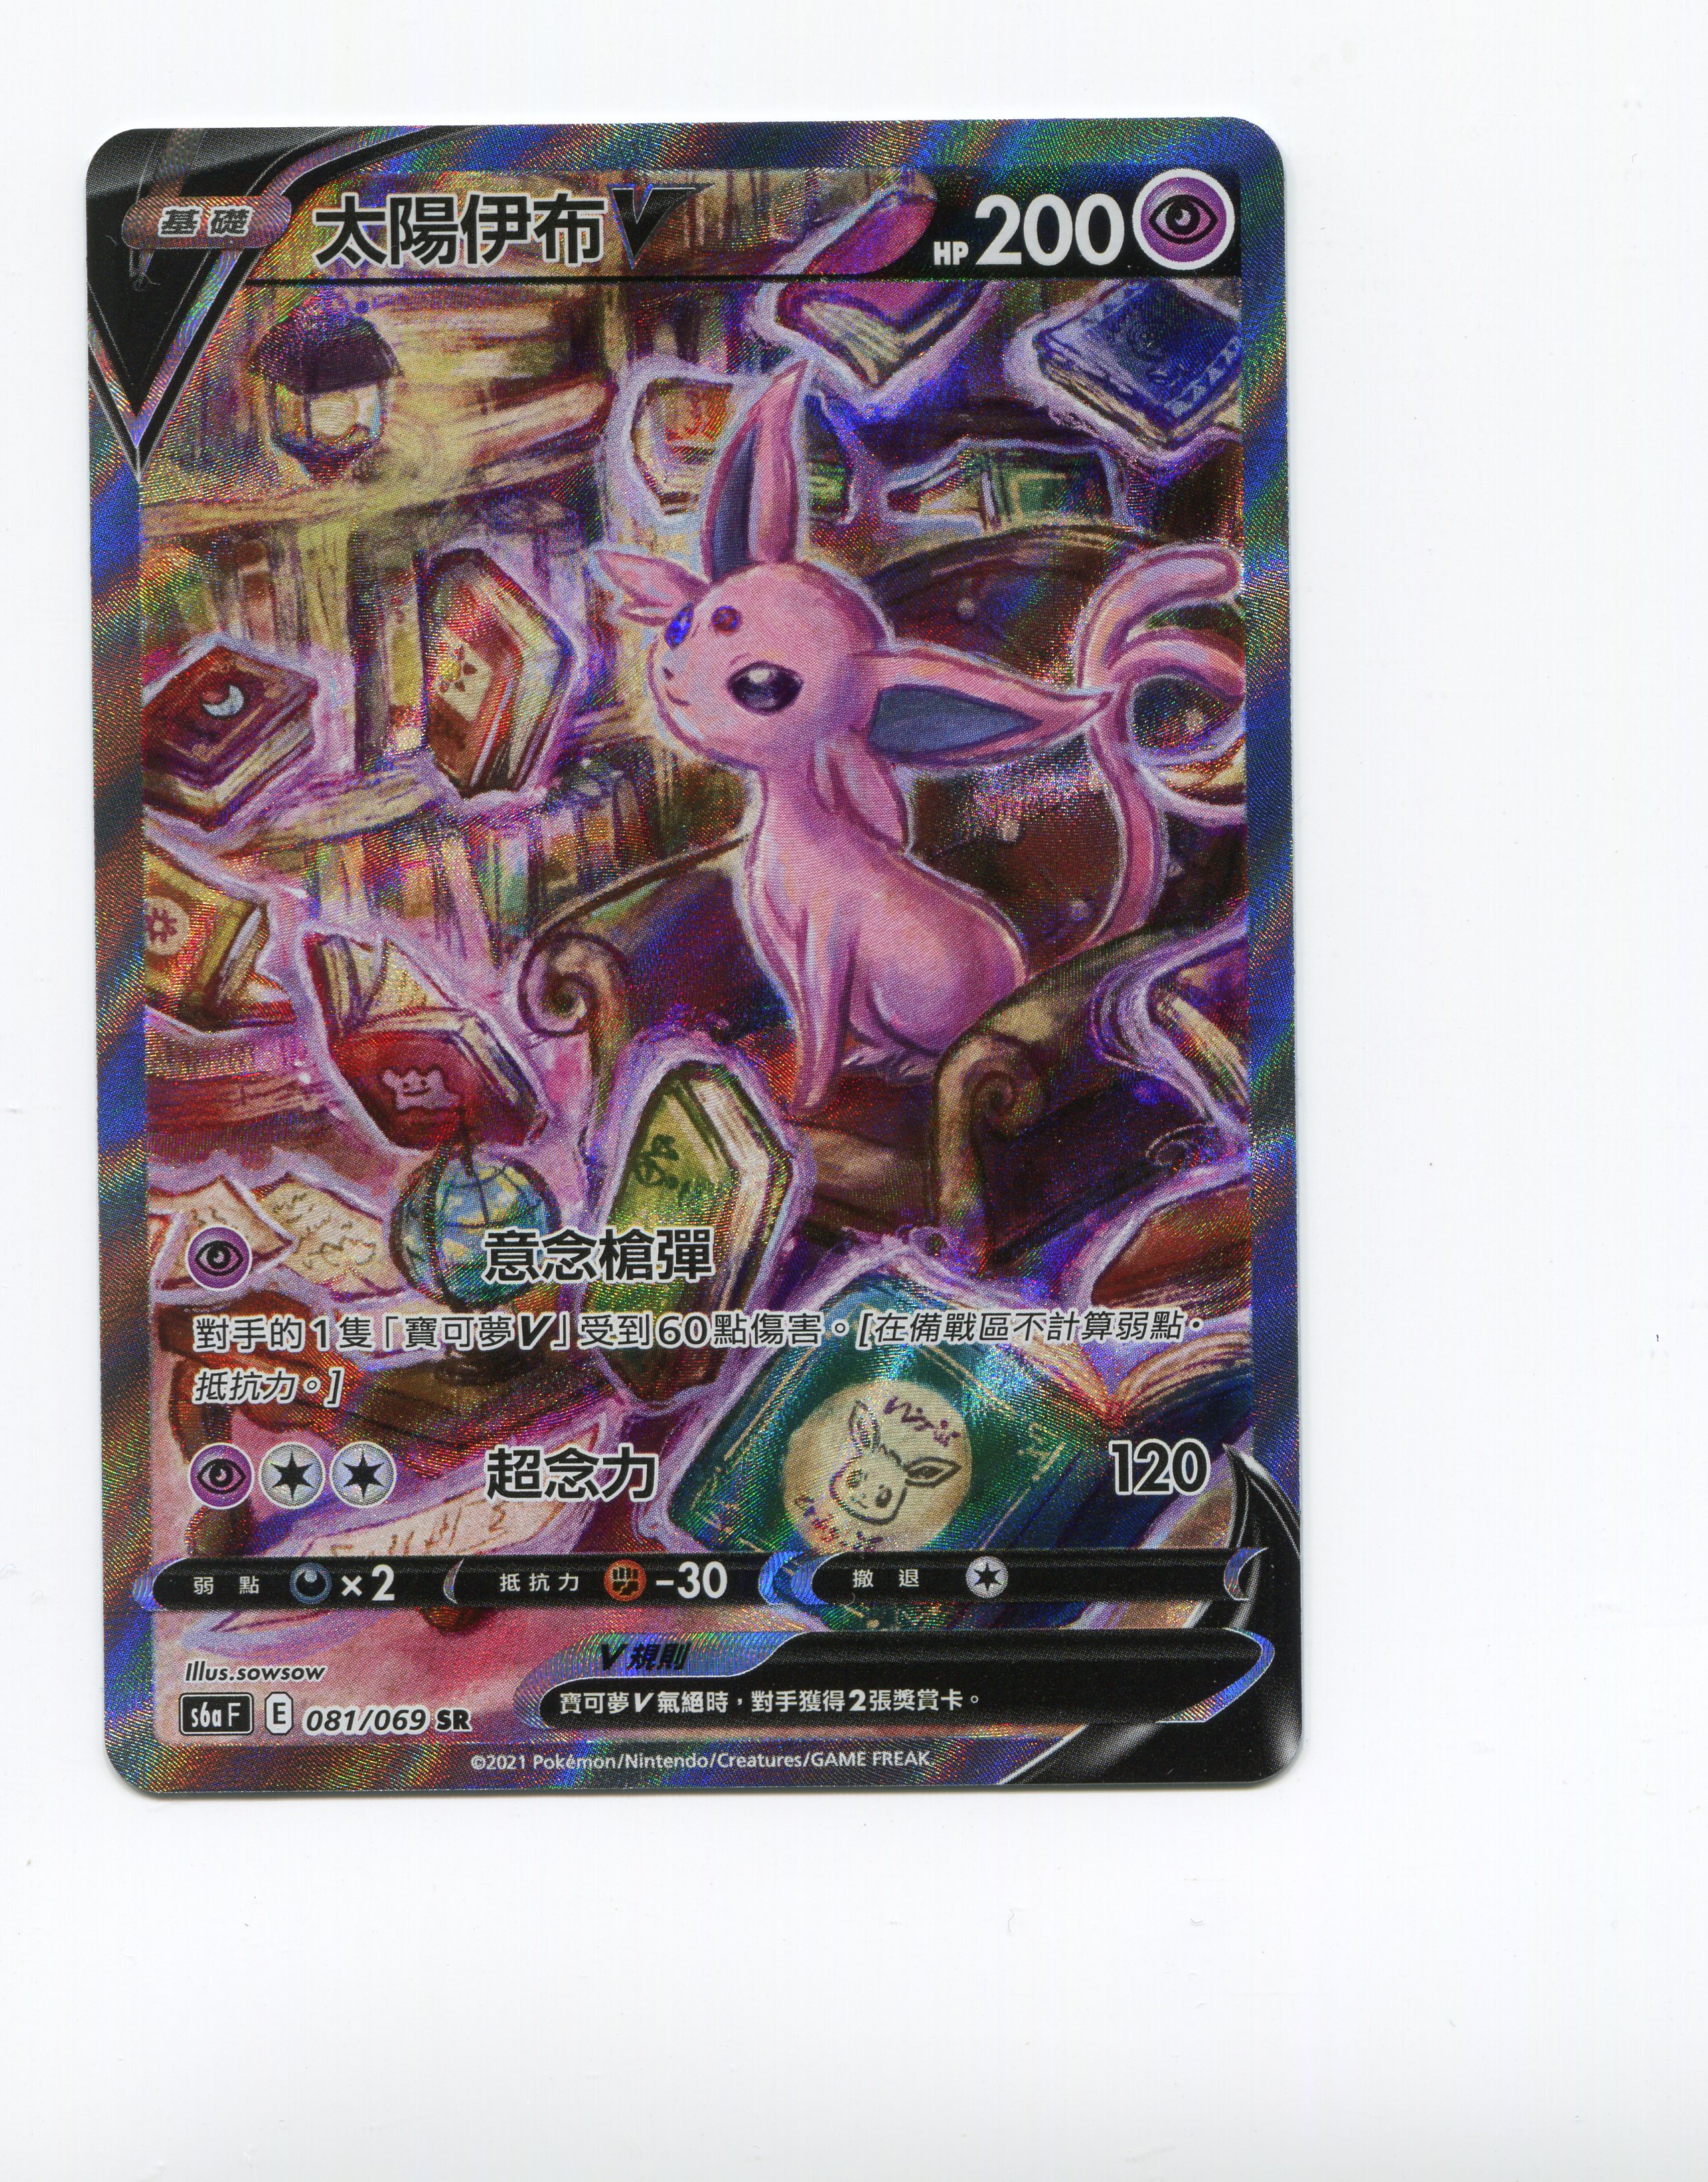 基礎 太陽伊布V HP 200
意念槍彈
對手的1隻「寶可夢V」受到60點傷害。[在備戰區不計算弱點・
抵抗力。]
超念力 120
弱點 ×2 抵抗力 -30 撤退
V規則
寶可夢V氣絕時，對手獲得2張獎賞卡。
Illus.sowsow
s6a F E 081/069 SR
©2021 Pokémon/Nintendo/Creatures/GAME FREAK.